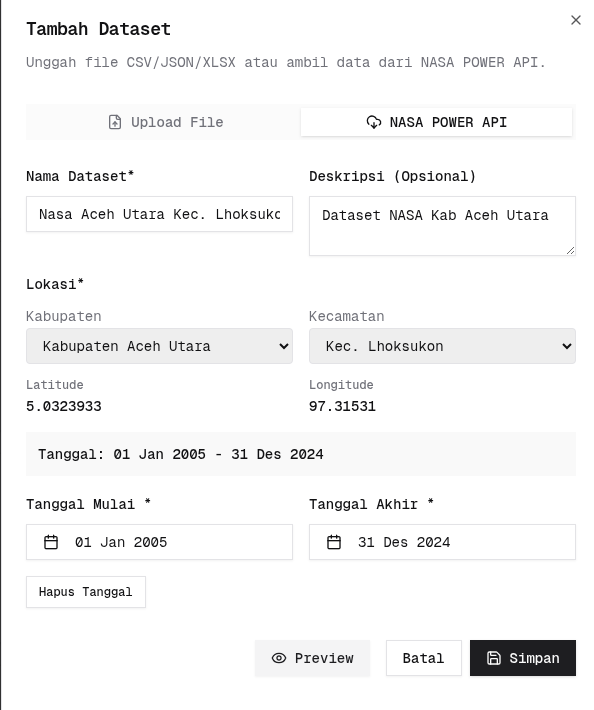 Tambah Dataset
Unggah file CSV/JSON/XLSX atau ambil data dari NASA POWER API.
Upload File
NASA POWER API
Nama Dataset*
Deskripsi (Opsional)
Nasa Aceh Utara Kec. Lhoksuko
Dataset NASA Kab Aceh Utara
Lokasi*
Kabupaten
Kecamatan
Kabupaten Aceh Utara
Kec. Lhoksukon
Latitude
Longitude
5.0323933
97.31531
Tanggal: 01 Jan 2005 - 31 Des 2024
Tanggal Mulai *
Tanggal Akhir *
01 Jan 2005
31 Des 2024
Hapus Tanggal
Preview
Batal
Simpan